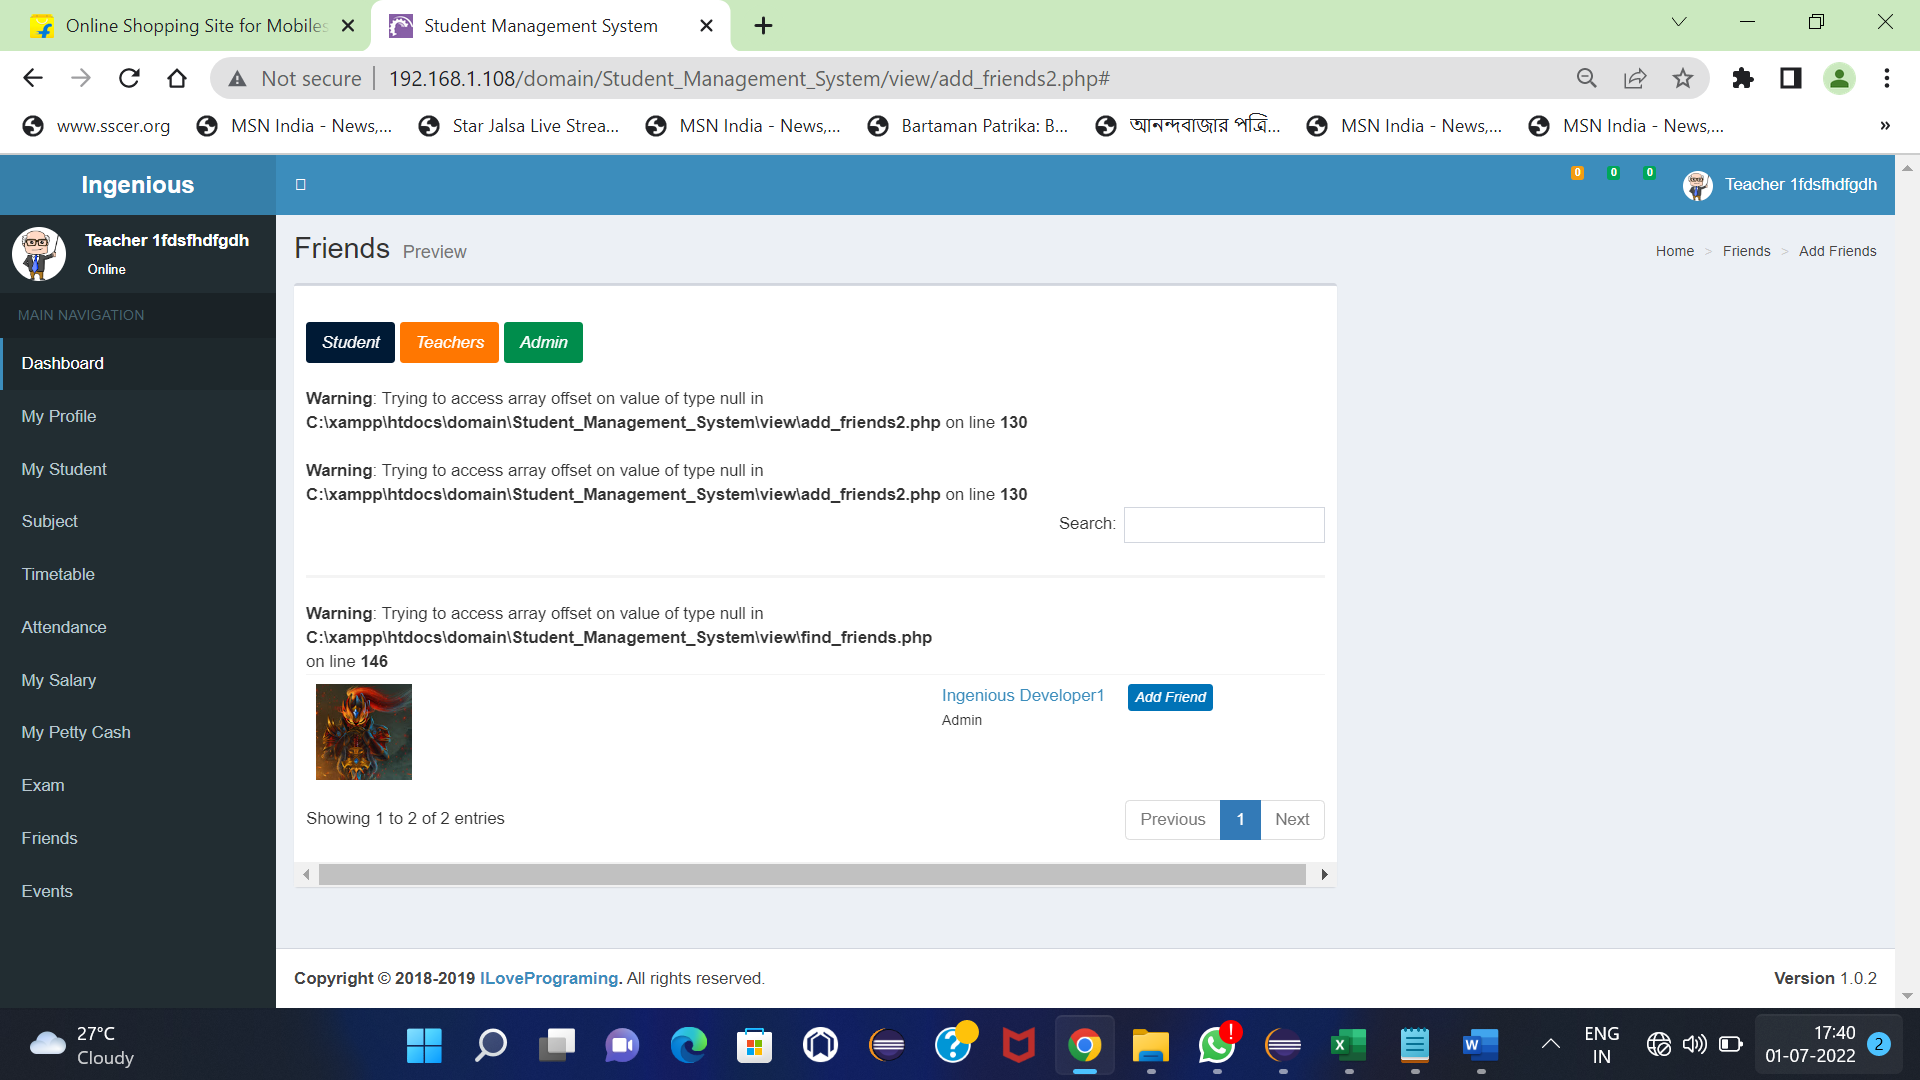 Online Shopping Site for Mobiles
Student Management System
Not secure
192.168.1.108/domain/Student_Management_System/view/add_friends2.php#
www.sscer.org
MSN India - News,...
Star Jalsa Live Strea...
MSN India - News,...
Bartaman Patrika: B...
আনন্দবাজার পত্রি...
MSN India - News,...
MSN India - News,...
»
Ingenious
0
0
0
Teacher 1fdsfhdfgdh
Teacher 1fdsfhdfgdh
Online
MAIN NAVIGATION
Dashboard
My Profile
My Student
Subject
Timetable
Attendance
My Salary
My Petty Cash
Exam
Friends
Events
Friends Preview
Home > Friends > Add Friends
Student
Teachers
Admin
Warning: Trying to access array offset on value of type null in
C:\xampp\htdocs\domain\Student_Management_System\view\add_friends2.php on line 130
Warning: Trying to access array offset on value of type null in
C:\xampp\htdocs\domain\Student_Management_System\view\add_friends2.php on line 130
Search:
Warning: Trying to access array offset on value of type null in
C:\xampp\htdocs\domain\Student_Management_System\view\find_friends.php
on line 146
Ingenious Developer1
Add Friend
Admin
Showing 1 to 2 of 2 entries
Previous
1
Next
Copyright © 2018-2019 ILovePrograming. All rights reserved.
Version 1.0.2
27°C
Cloudy
ENG
IN
17:40
01-07-2022
2